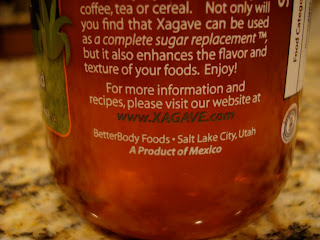 coffee, tea or cereal. Not only will
you find that Xagave can be used
as a complete sugar replacement™,
but it also enhances the flavor and
texture of your foods. Enjoy!
For more information and
recipes, please visit our website at
www.XAGAVE.com
BetterBody Foods • Salt Lake City, Utah
A Product of Mexico
Food Categ